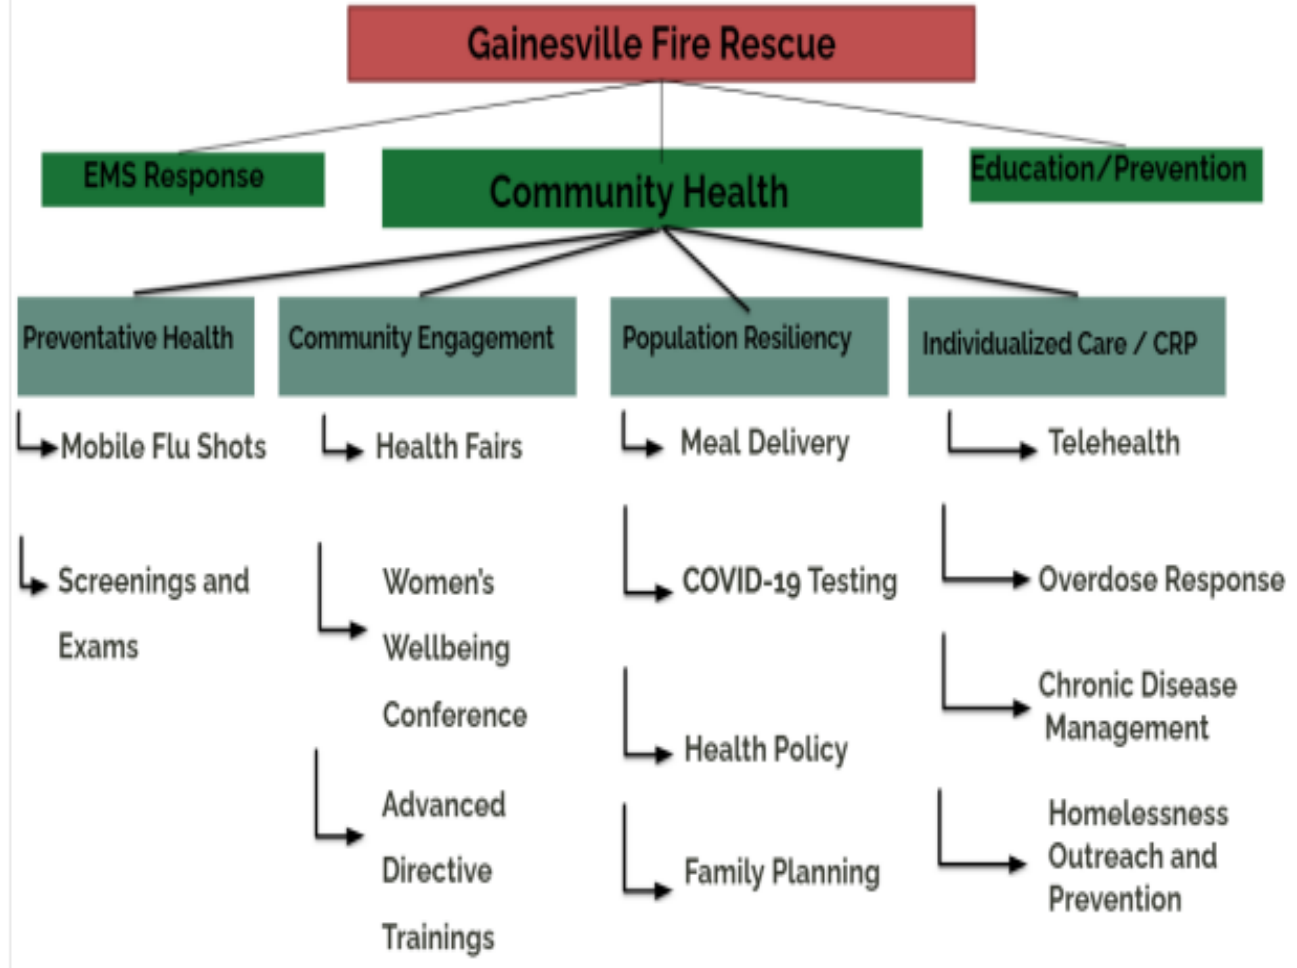 Gainesville Fire Rescue
EMS Response
Community Health
Education/Prevention
Preventative Health
Community Engagement
Population Resiliency
Individualized Care / CRP
Mobile Flu Shots
Screenings and
Exams
Health Fairs
Women's
Wellbeing
Conference
Advanced
Directive
Trainings
Meal Delivery
COVID-19 Testing
Health Policy
Family Planning
Telehealth
Overdose Response
Chronic Disease
Management
Homelessness
Outreach and
Prevention